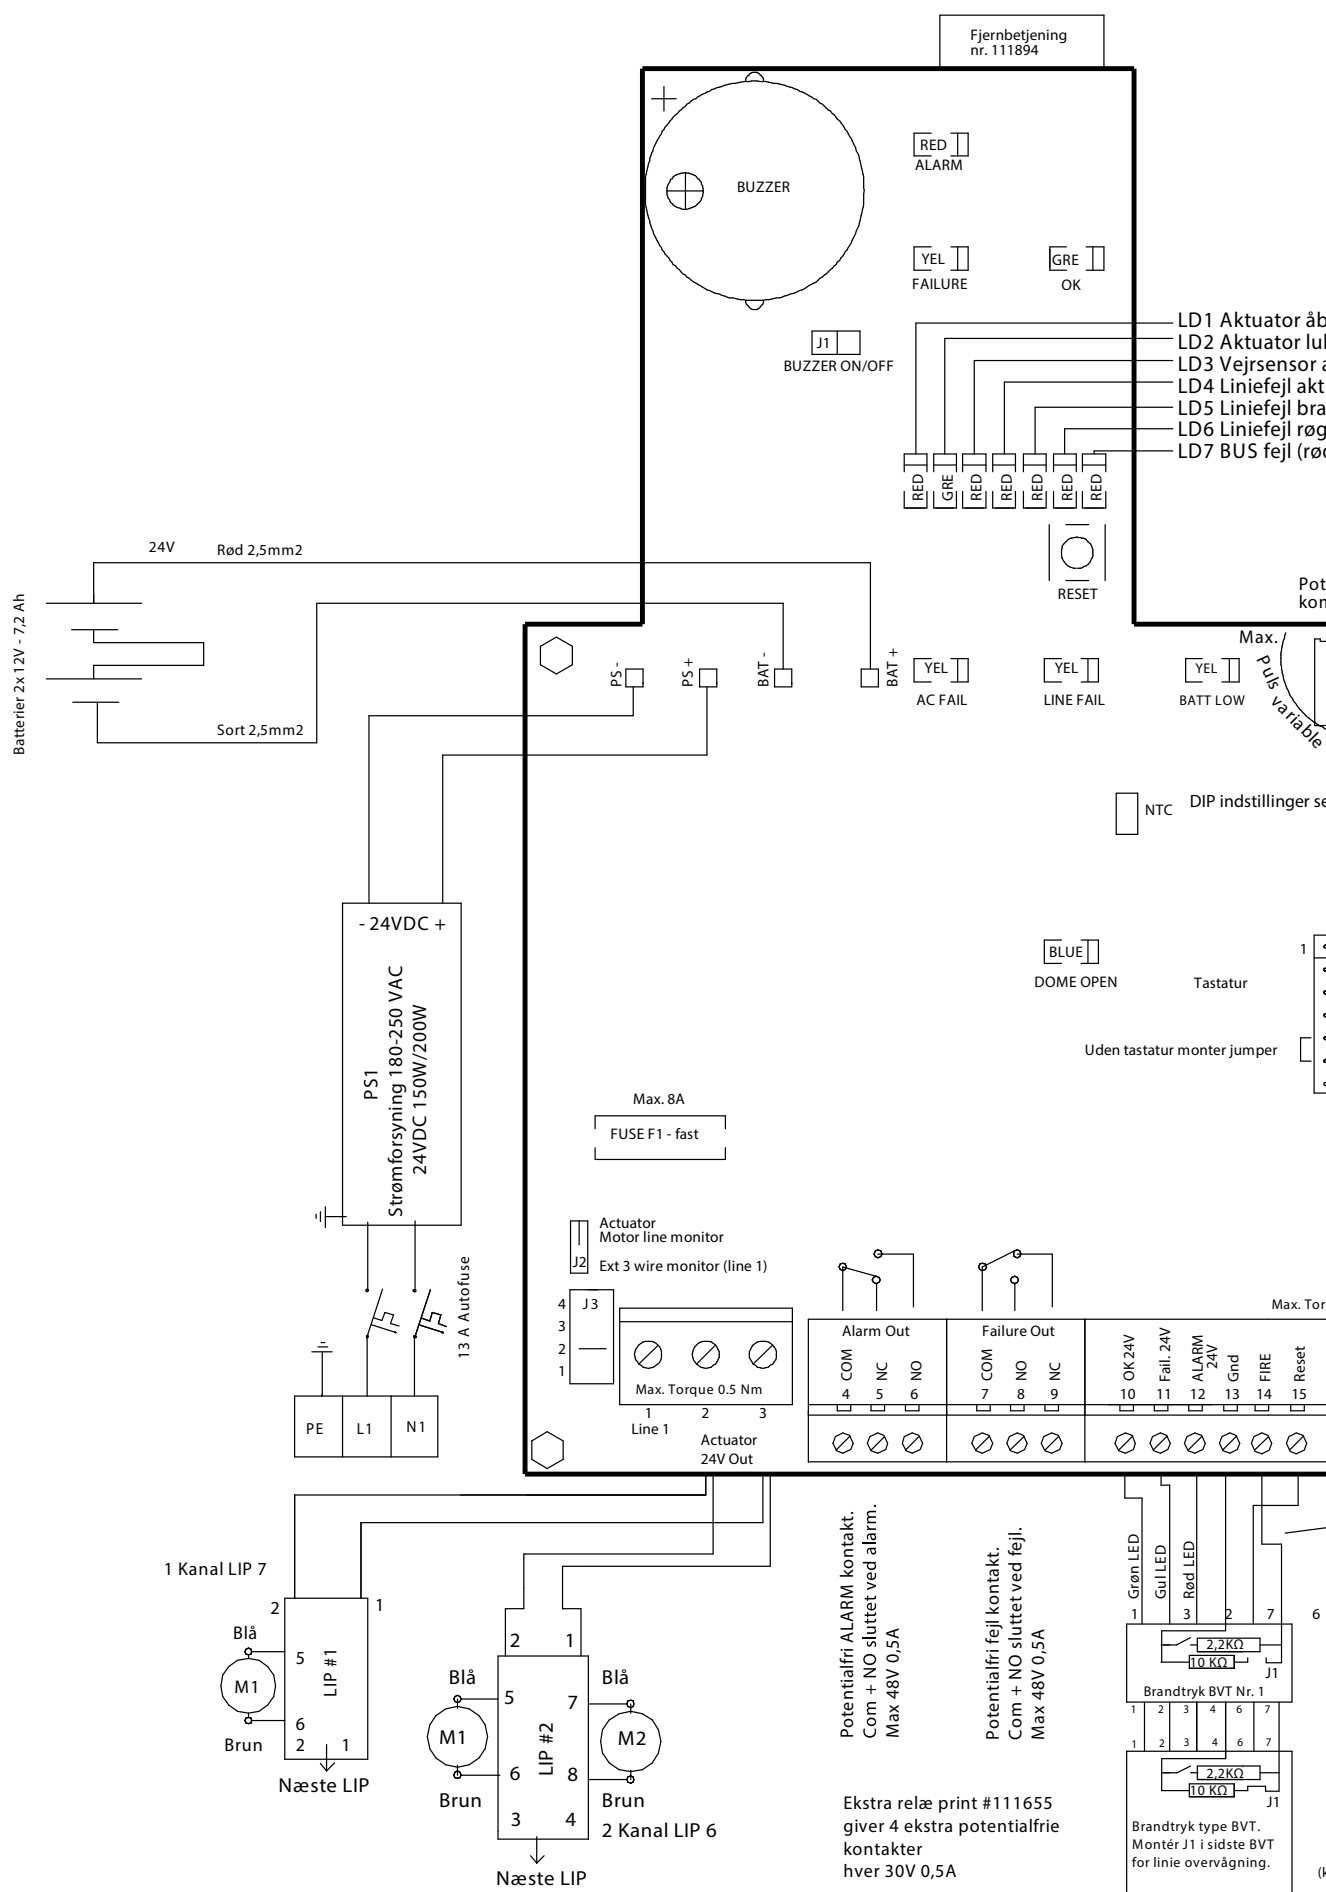 Fjernbetjening
nr. 111894
BUZZER
RED
ALARM
YEL
FAILURE
GRE
OK
J1
BUZZER ON/OFF
LD1 Aktuator åb
LD2 Aktuator lu
LD3 Vejrsensor a
LD4 Liniefejl akt
LD5 Liniefejl bra
LD6 Liniefejl røg
LD7 BUS fejl (rø
RED
GRE
RED
RED
RED
RED
RED
RESET
24V
Rød 2,5mm2
Batterier 2x 12V - 7,2 Ah
Sort 2,5mm2
Pot
kon
Max.
Puls variable
PS -
PS +
BAT -
BAT +
YEL
AC FAIL
YEL
LINE FAIL
YEL
BATT LOW
NTC
DIP indstillinger se
- 24VDC +
PS1
Strømforsyning 180-250 VAC
24VDC 150W/200W
BLUE
DOME OPEN
Tastatur
1
Uden tastatur monter jumper
Max. 8A
FUSE F1 - fast
Actuator
Motor line monitor
J2
Ext 3 wire monitor (line 1)
13 A Autofuse
4
3
2
1
J3
Max. Torque 0.5 Nm
1
2
3
Line 1
Actuator
24V Out
Max. Tor
Alarm Out
COM
NC
NO
4
5
6
Failure Out
COM
NO
NC
7
8
9
OK 24V
Fail. 24V
ALARM
24V
Gnd
FIRE
Reset
10
11
12
13
14
15
PE
L1
N1
1 Kanal LIP 7
2
1
Blå
5
M1
LIP #1
6
Brun
2
1
Næste LIP
2
1
Blå
5
7
Blå
M1
LIP #2
M2
6
8
Brun
Brun
3
4
2 Kanal LIP 6
Næste LIP
Potentialfri ALARM kontakt.
Com + NO sluttet ved alarm.
Max 48V 0,5A
Potentialfri fejl kontakt.
Com + NO sluttet ved fejl.
Max 48V 0,5A
Ekstra relæ print #111655
giver 4 ekstra potentialfrie
kontakter
hver 30V 0,5A
Grøn LED
Gul LED
Rød LED
1
3
2
7
6
2,2KΩ
10 KΩ
J1
Brandtryk BVT Nr. 1
1
2
3
4
6
7
1
2
3
4
6
7
2,2KΩ
10 KΩ
J1
Brandtryk type BVT.
Montér J1 i sidste BVT
for linie overvågning.
(k